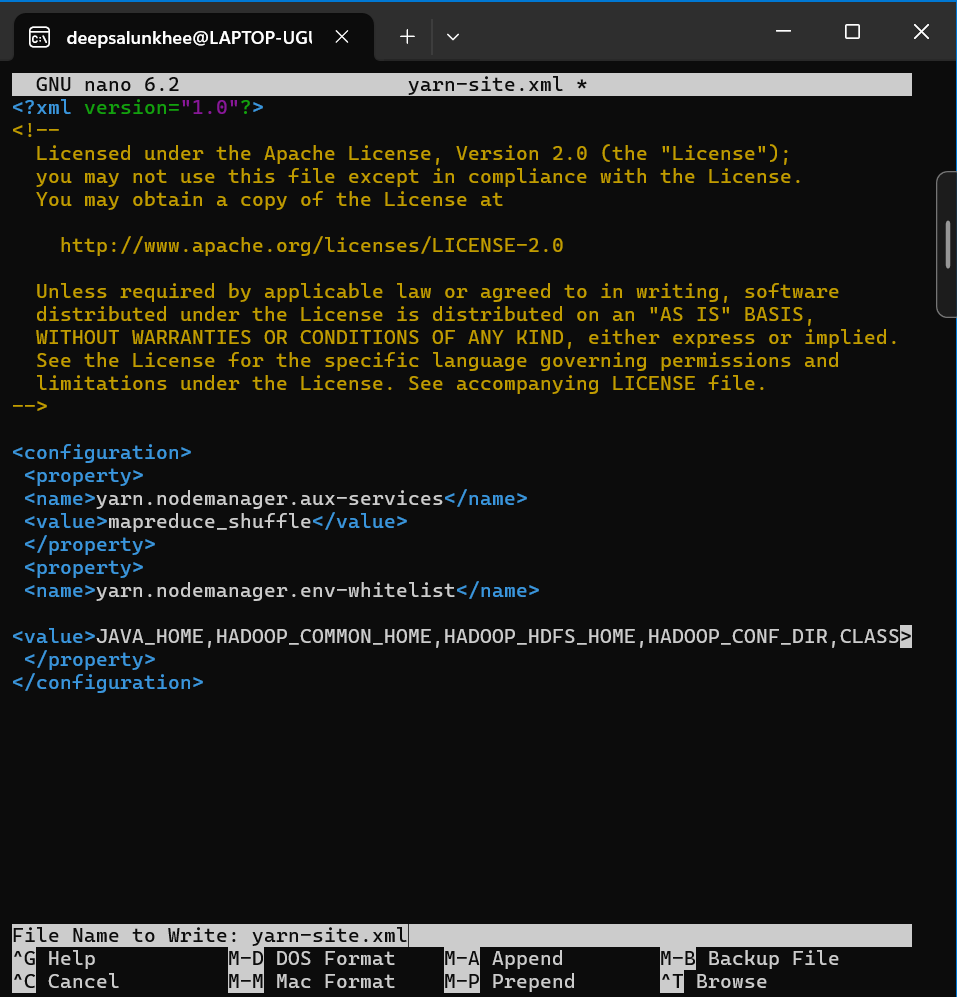 deepsalunkhee@LAPTOP-UGU
GNU nano 6.2 yarn-site.xml *
<?xml version="1.0"?>
<!--
Licensed under the Apache License, Version 2.0 (the "License");
you may not use this file except in compliance with the License.
You may obtain a copy of the License at
http://www.apache.org/licenses/LICENSE-2.0
Unless required by applicable law or agreed to in writing, software
distributed under the License is distributed on an "AS IS" BASIS,
WITHOUT WARRANTIES OR CONDITIONS OF ANY KIND, either express or implied.
See the License for the specific language governing permissions and
limitations under the License. See accompanying LICENSE file.
-->
<configuration>
<property>
<name>yarn.nodemanager.aux-services</name>
<value>mapreduce_shuffle</value>
</property>
<property>
<name>yarn.nodemanager.env-whitelist</name>
<value>JAVA_HOME,HADOOP_COMMON_HOME,HADOOP_HDFS_HOME,HADOOP_CONF_DIR,CLASS>
</property>
</configuration>
File Name to Write: yarn-site.xml
^G Help M-D DOS Format M-A Append M-B Backup File
^C Cancel M-M Mac Format M-P Prepend ^T Browse